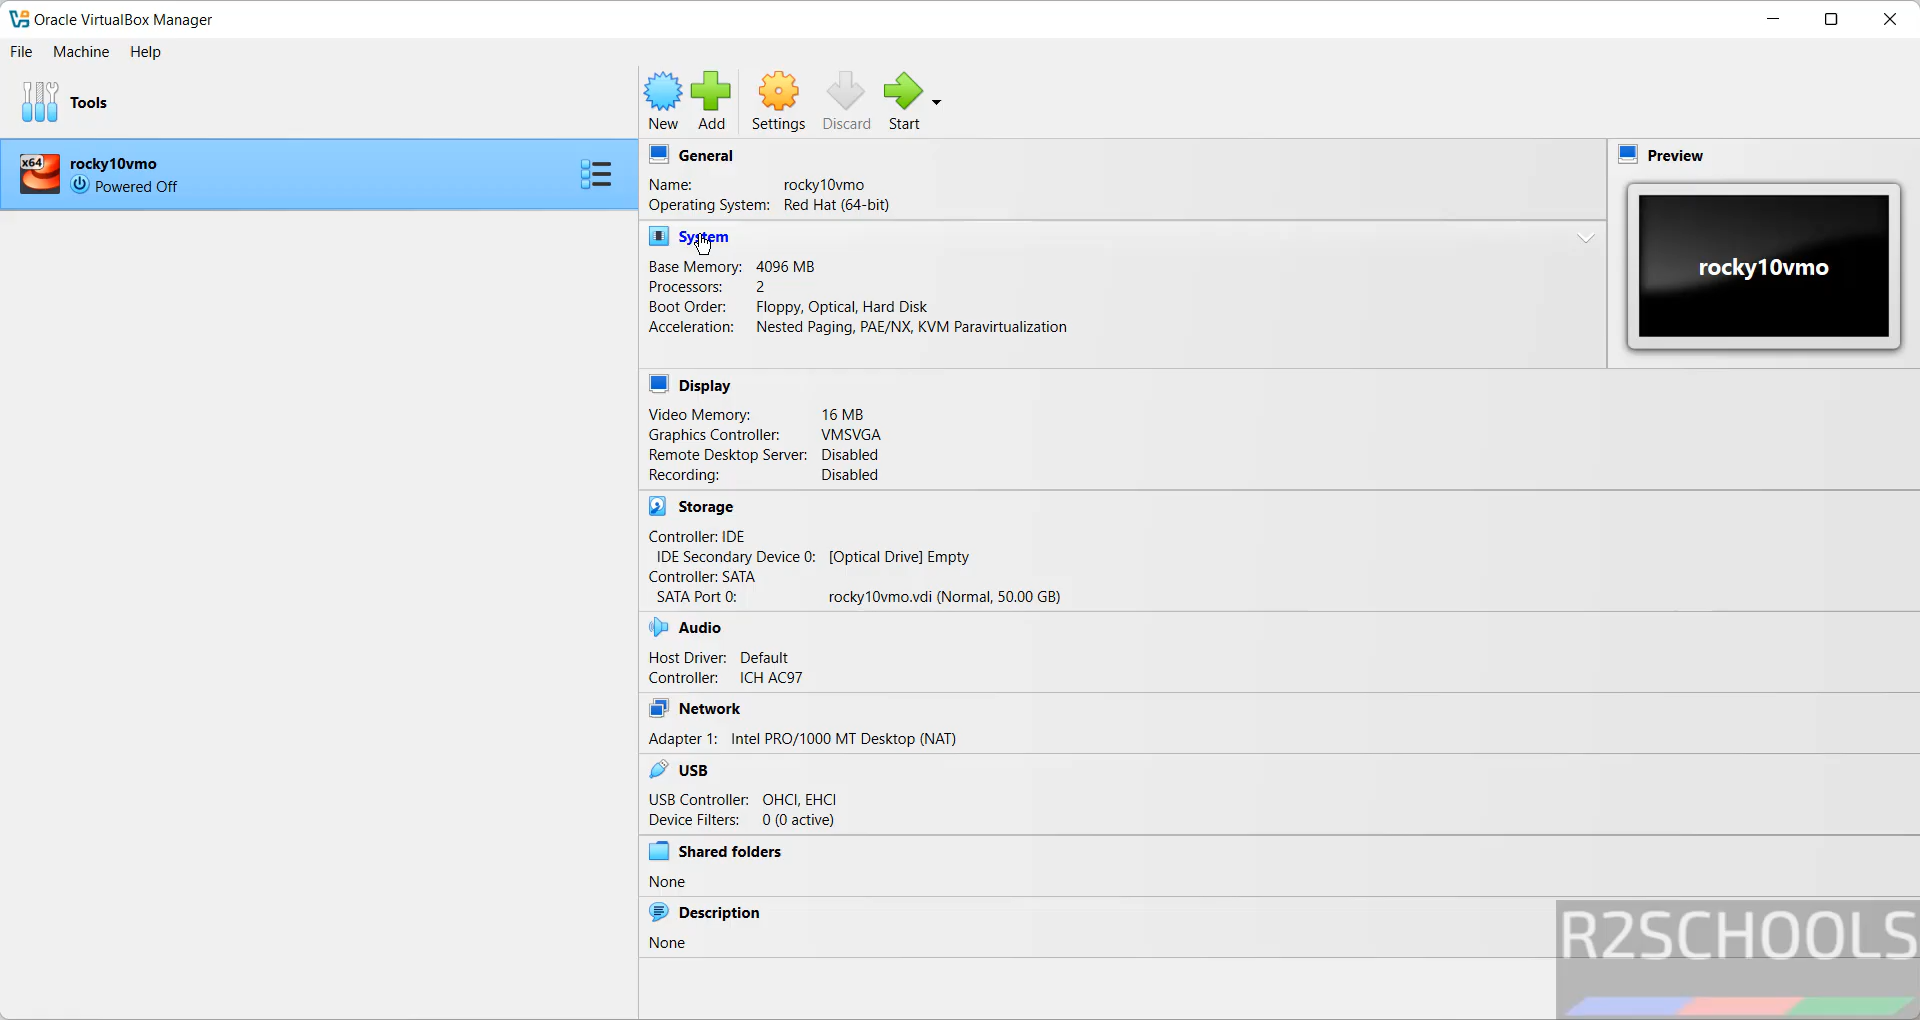 Oracle VirtualBox Manager
File Machine Help
Tools
x64
rocky10vmo
Powered Off
New Add Settings Discard Start
General
Name: rocky10vmo
Operating System: Red Hat (64-bit)
Preview
rocky10vmo
System
Base Memory: 4096 MB
Processors: 2
Boot Order: Floppy, Optical, Hard Disk
Acceleration: Nested Paging, PAE/NX, KVM Paravirtualization
Display
Video Memory: 16 MB
Graphics Controller: VMSVGA
Remote Desktop Server: Disabled
Recording: Disabled
Storage
Controller: IDE
IDE Secondary Device 0: [Optical Drive] Empty
Controller: SATA
SATA Port 0: rocky10vmo.vdi (Normal, 50.00 GB)
Audio
Host Driver: Default
Controller: ICH AC97
Network
Adapter 1: Intel PRO/1000 MT Desktop (NAT)
USB
USB Controller: OHCI, EHCI
Device Filters: 0 (0 active)
Shared folders
None
Description
None
R2SCHOOLS